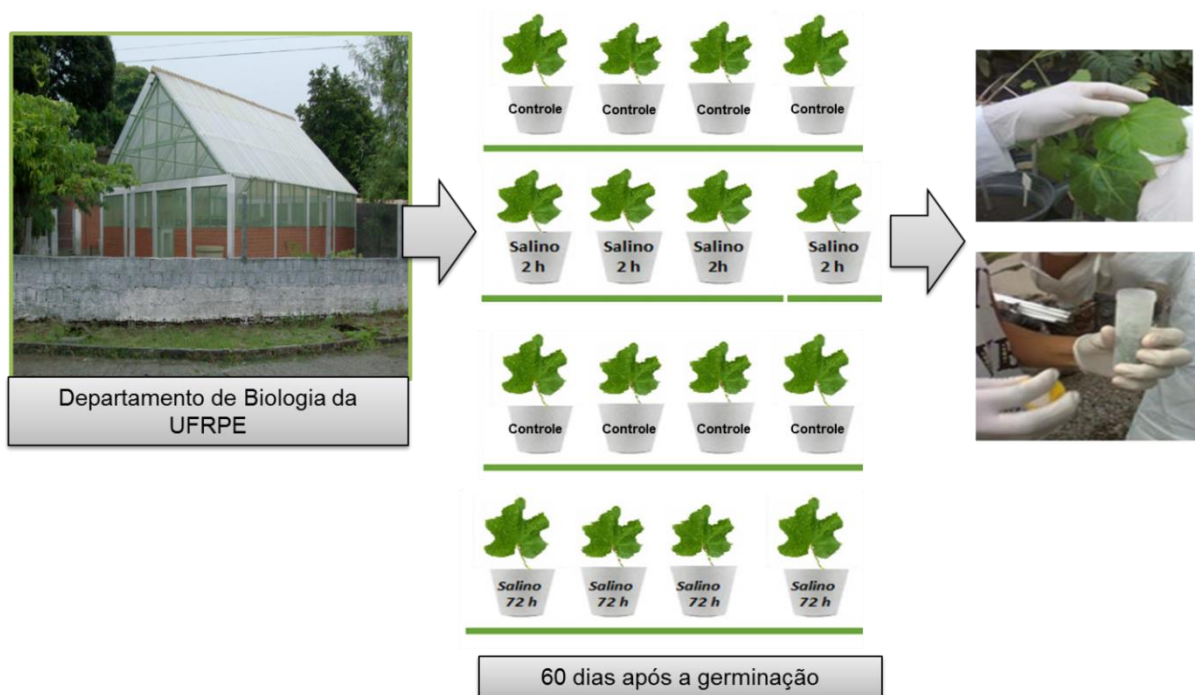 Controle Controle Controle Controle
Salino Salino Salino Salino
2 h 2 h 2h 2 h
Controle Controle Controle Controle
Salino Salino Salino Salino
72 h 72 h 72 h 72 h
Departamento de Biologia da
UFRPE
60 dias após a germinação